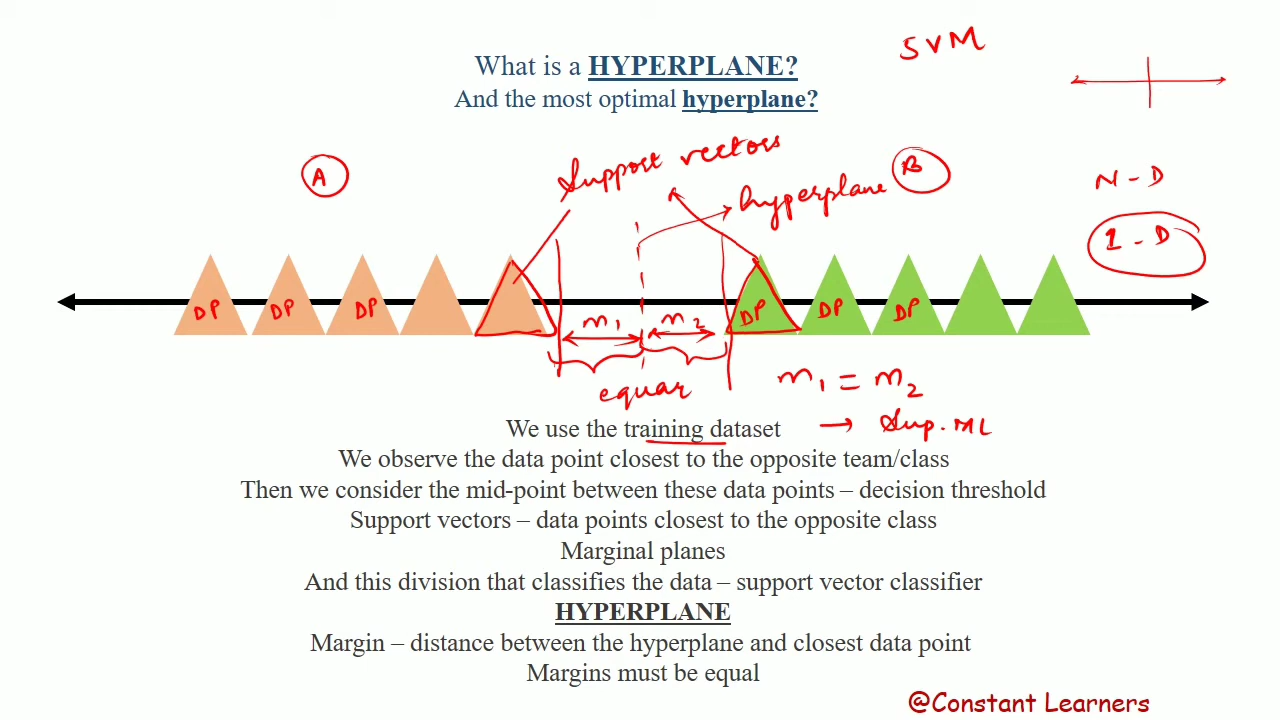 SVM
What is a HYPERPLANE?
And the most optimal hyperplane?
A
Support vectors
B
hyperplane
N-D
1-D
DP DP DP DP DP DP
m1 m2
equal
m1 = m2
We use the training dataset → Sup. ML
We observe the data point closest to the opposite team/class
Then we consider the mid-point between these data points – decision threshold
Support vectors – data points closest to the opposite class
Marginal planes
And this division that classifies the data – support vector classifier
HYPERPLANE
Margin – distance between the hyperplane and closest data point
Margins must be equal
@Constant Learners